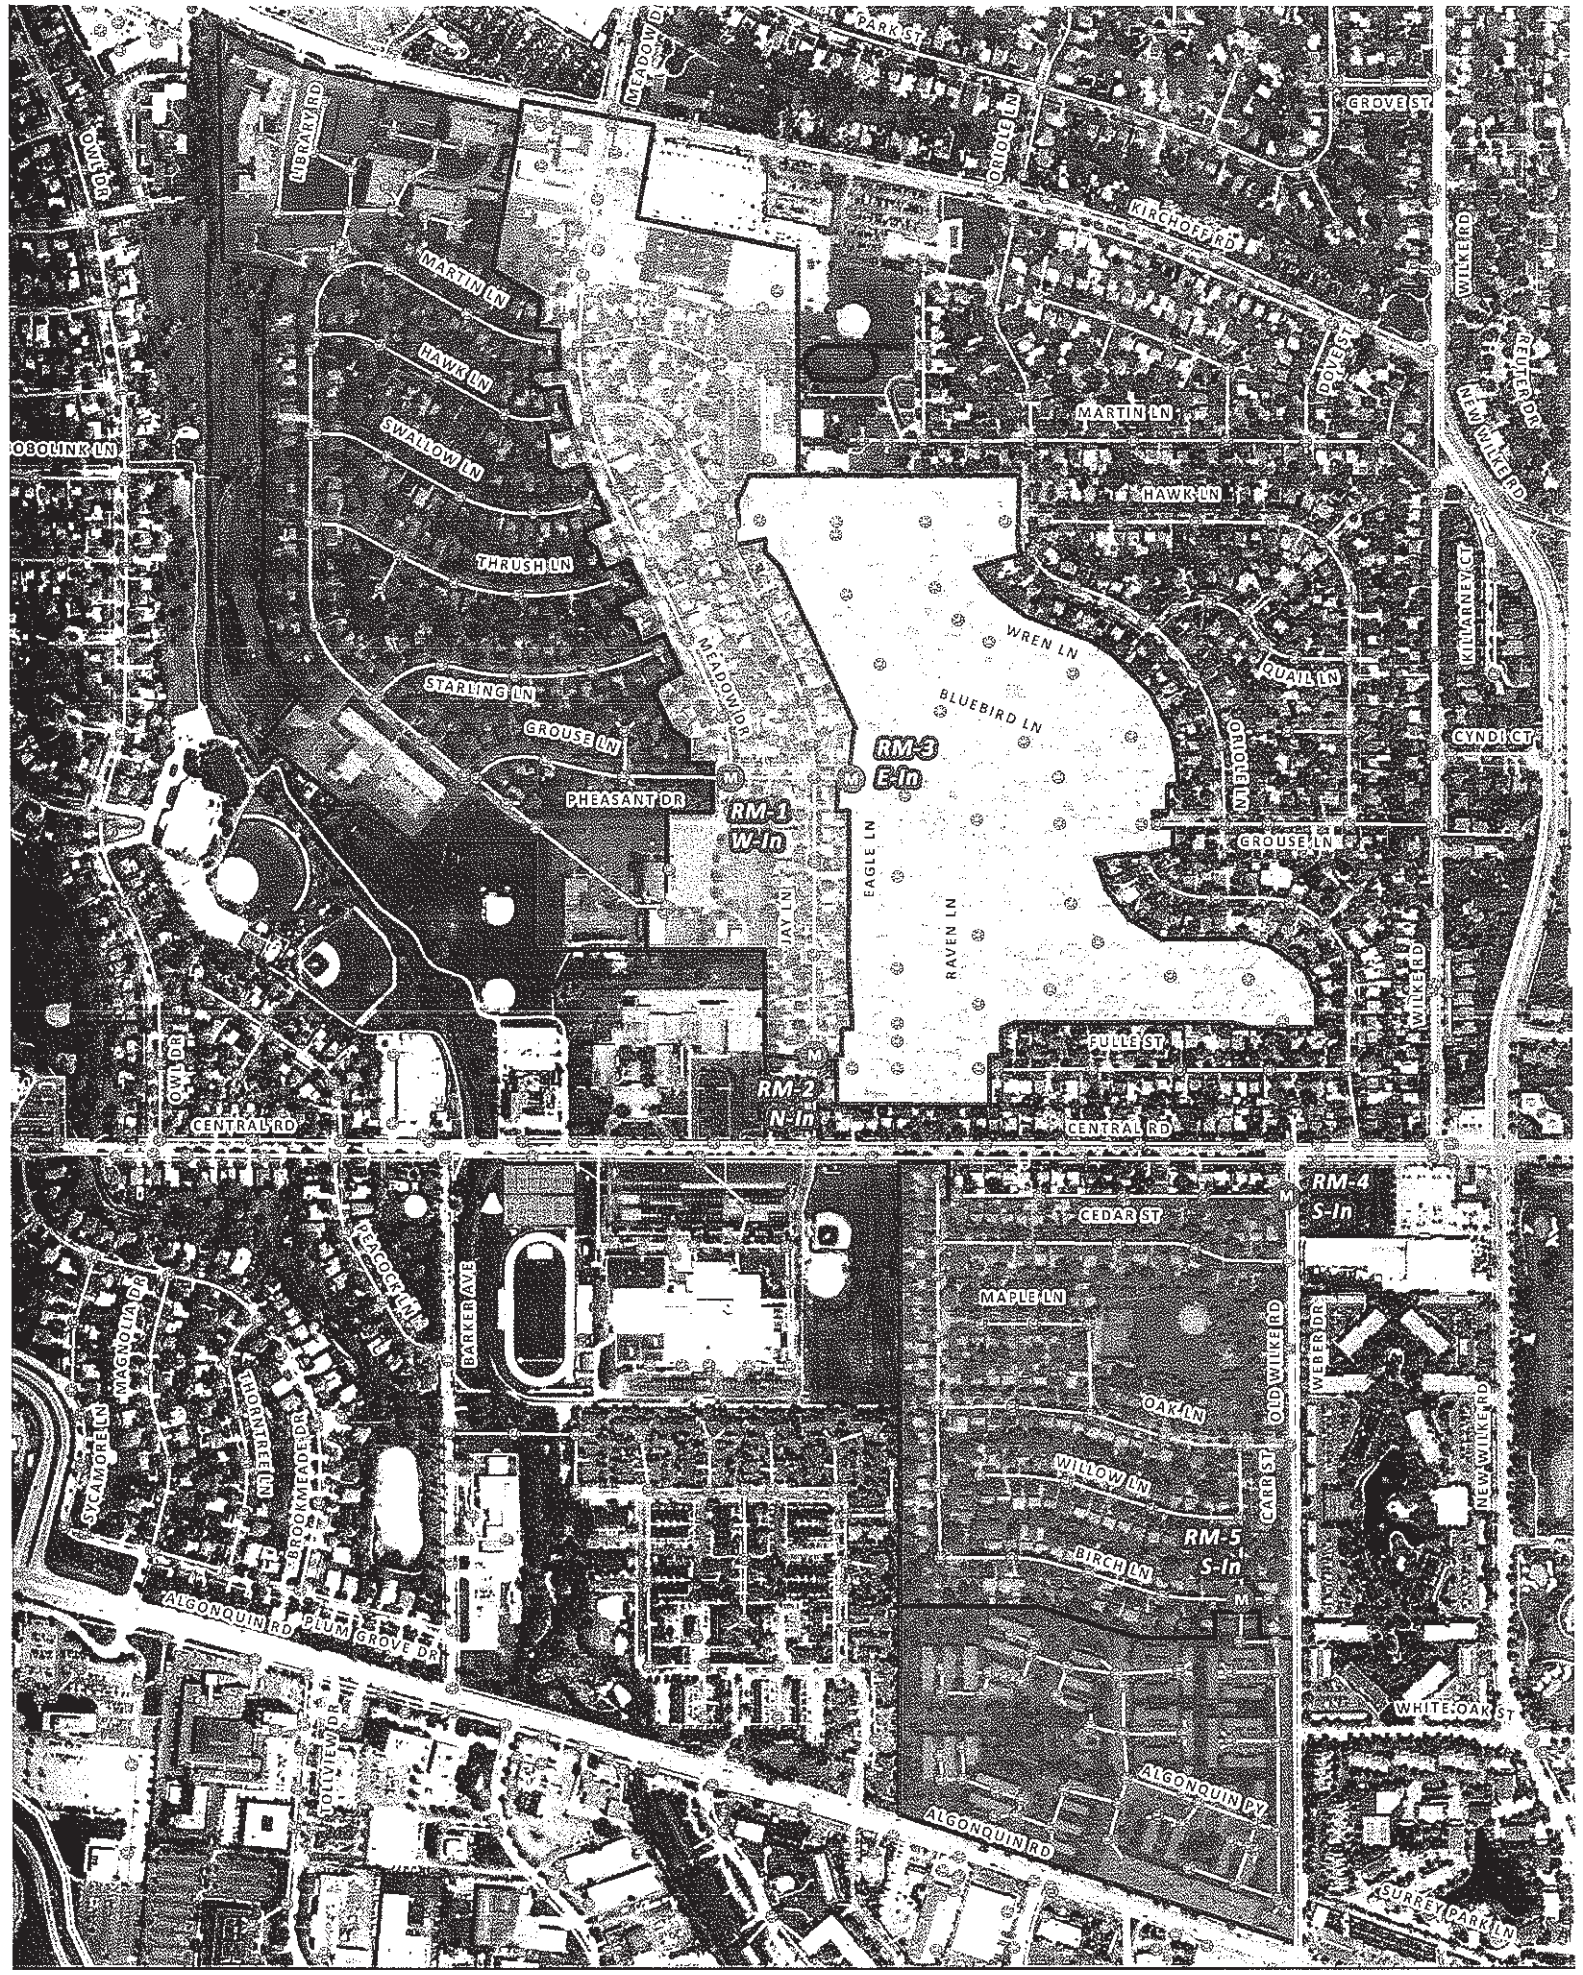 MEADOW DR
PARK ST
GROVE ST
LIBRARY RD
OWL DR
ORIOLE LN
KIRCHOFF RD
WILKE RD
MARTIN LN
HAWK LN
DOVE ST
REUTER DR
SWALLOW LN
MARTIN LN
NEW WILKE RD
BOBOLINK LN
HAWK LN
THRUSH LN
KILLARNEY CT
WREN LN
QUAIL LN
MEADOW DR
STARLING LN
BLUEBIRD LN
GROUSE LN
ORIOLE LN
CYNDI CT
RM-3
E-In
M
M
PHEASANT DR
RM-1
W-In
GROUSE LN
EAGLE LN
JAY LN
RAVEN LN
WILKE RD
OWL DR
FULLE ST
M
RM-2
N-In
CENTRAL RD
CENTRAL RD
RM-4
S-In
M
CEDAR ST
PEACOCK LN
BARKER AVE
MAGNOLIA DR
MAPLE LN
OLD WILKE RD
WEBER DR
THORNTREE LN
SYCAMORE LN
BROOKMEADE DR
OAK LN
WILLOW LN
CARR ST
NEW WILKE RD
RM-5
S-In
BIRCH LN
M
ALGONQUIN RD
PLUM GROVE DR
WHITE OAK ST
TOLLVIEW DR
ALGONQUIN PY
ALGONQUIN RD
SURREY PARK LN